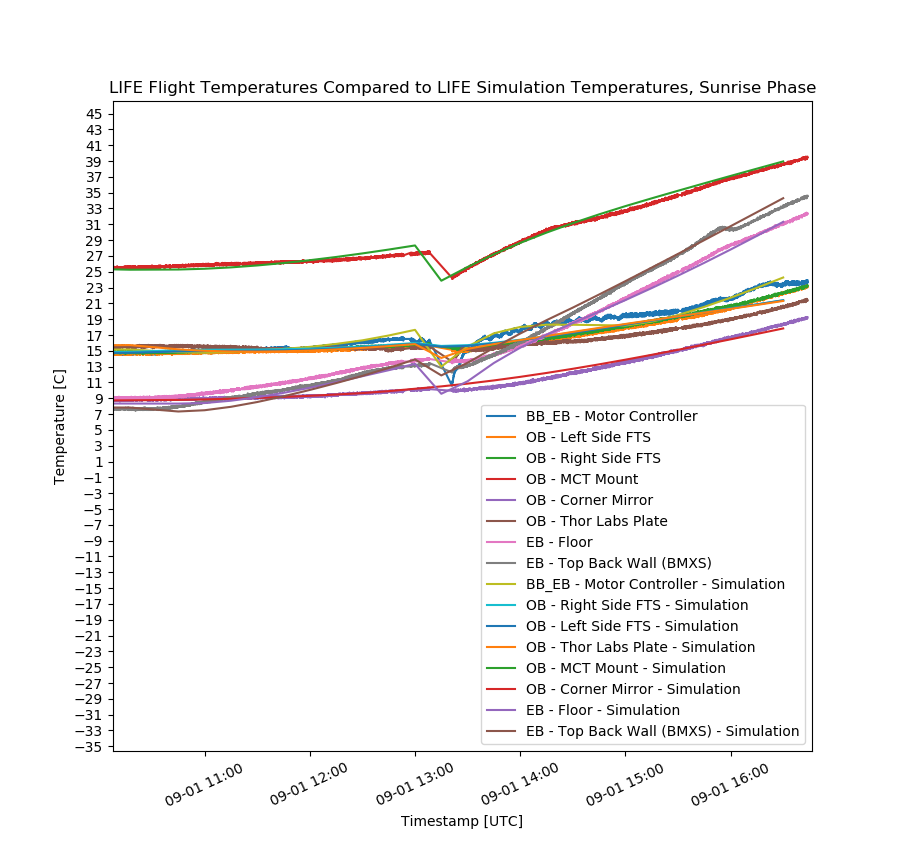 LIFE Flight Temperatures Compared to LIFE Simulation Temperatures, Sunrise Phase
45
43
41
39
37
35
33
31
29
27
25
23
21
19
17
15
13
11
9
7
5
3
1
−1
−3
−5
−7
−9
−11
−13
−15
−17
−19
−21
−23
−25
−27
−29
−31
−33
−35
Temperature [C]
BB_EB - Motor Controller
OB - Left Side FTS
OB - Right Side FTS
OB - MCT Mount
OB - Corner Mirror
OB - Thor Labs Plate
EB - Floor
EB - Top Back Wall (BMXS)
BB_EB - Motor Controller - Simulation
OB - Right Side FTS - Simulation
OB - Left Side FTS - Simulation
OB - Thor Labs Plate - Simulation
OB - MCT Mount - Simulation
OB - Corner Mirror - Simulation
EB - Floor - Simulation
EB - Top Back Wall (BMXS) - Simulation
09-01 11:00
09-01 12:00
09-01 13:00
09-01 14:00
09-01 15:00
09-01 16:00
Timestamp [UTC]